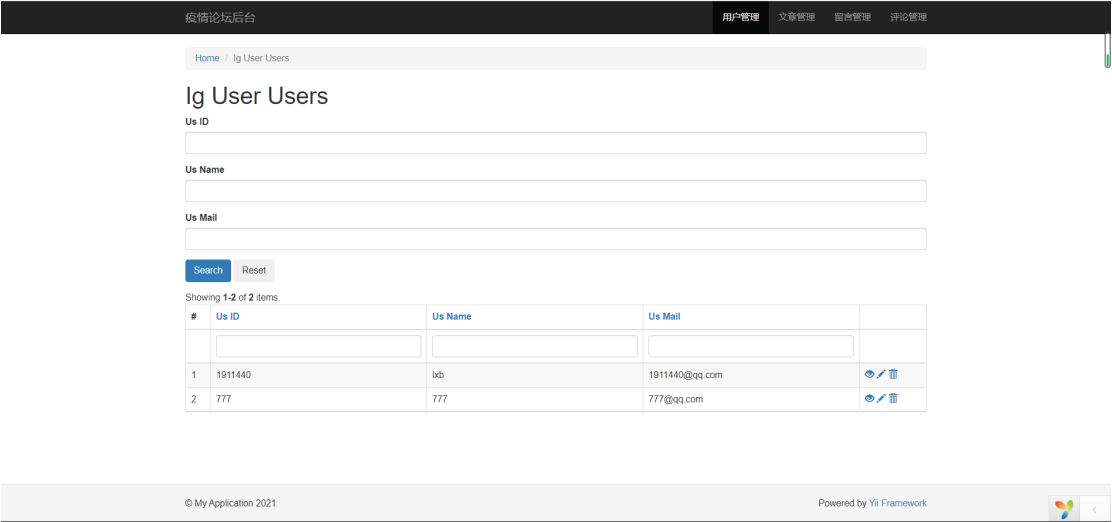 疫情论坛后台 用户管理 文章管理 留言管理 评论管理
Home / Ig User Users
Ig User Users
Us ID
Us Name
Us Mail
Search Reset
Showing 1-2 of 2 items.
# Us ID Us Name Us Mail
1 1911440 lxb 1911440@qq.com
2 777 777 777@qq.com
© My Application 2021 Powered by Yii Framework